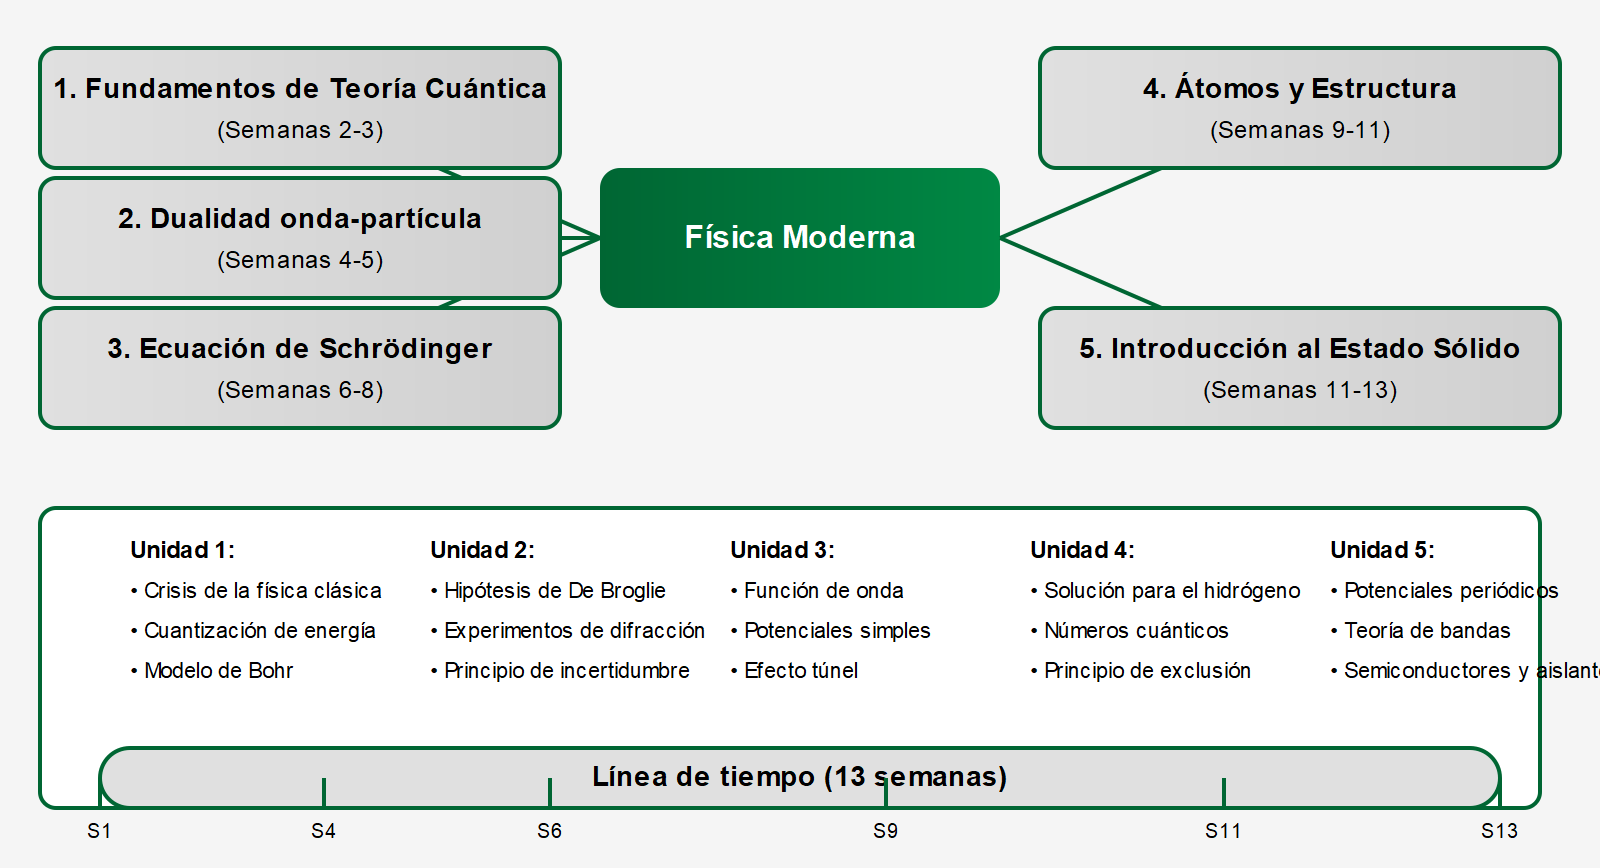 1. Fundamentos de Teoría Cuántica
(Semanas 2-3)
2. Dualidad onda-partícula
(Semanas 4-5)
3. Ecuación de Schrödinger
(Semanas 6-8)
Física Moderna
4. Átomos y Estructura
(Semanas 9-11)
5. Introducción al Estado Sólido
(Semanas 11-13)
Unidad 1:
• Crisis de la física clásica
• Cuantización de energía
• Modelo de Bohr
Unidad 2:
• Hipótesis de De Broglie
• Experimentos de difracción
• Principio de incertidumbre
Unidad 3:
• Función de onda
• Potenciales simples
• Efecto túnel
Unidad 4:
• Solución para el hidrógeno
• Números cuánticos
• Principio de exclusión
Unidad 5:
• Potenciales periódicos
• Teoría de bandas
• Semiconductores y aislant
Línea de tiempo (13 semanas)
S1
S4
S6
S9
S11
S13